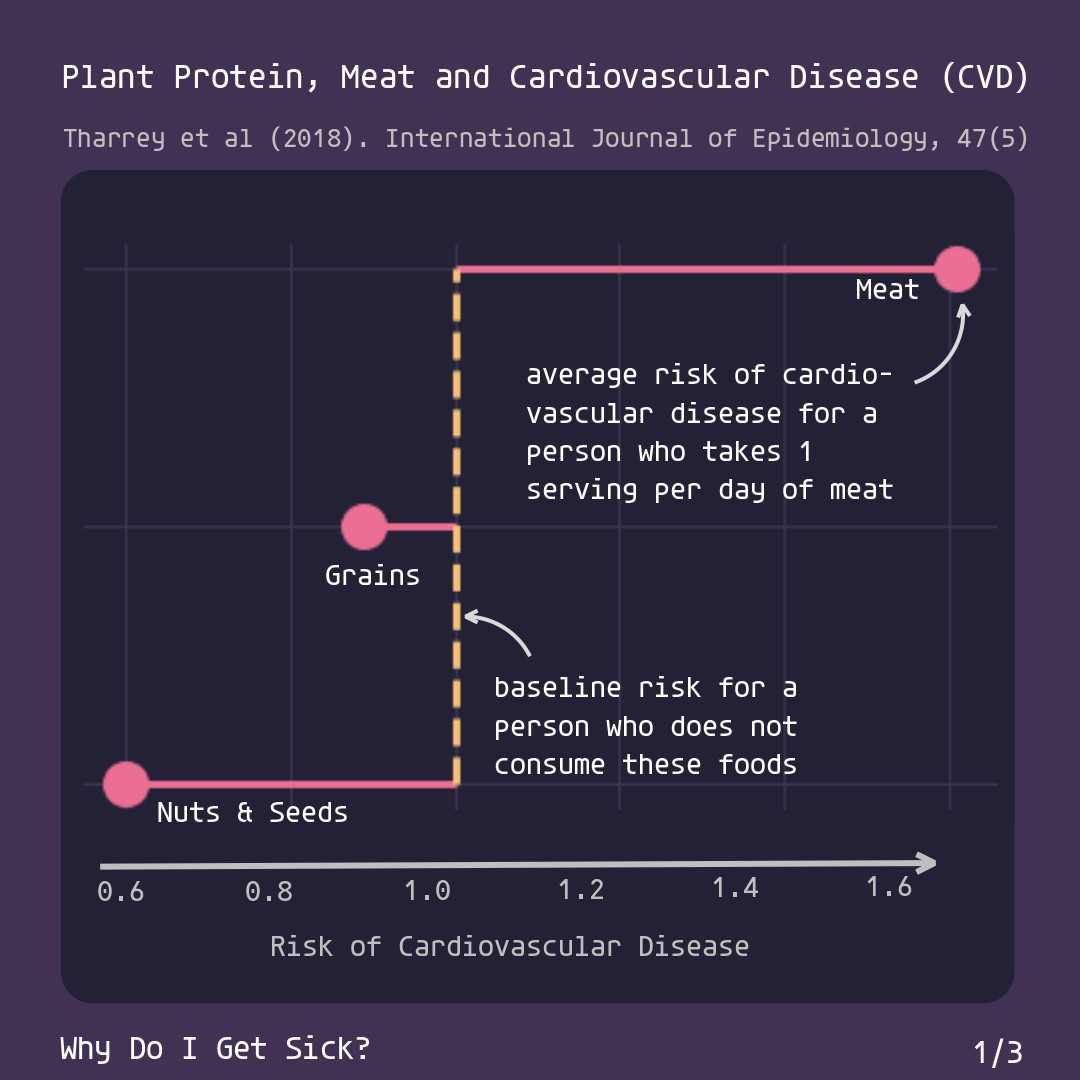 Plant Protein, Meat and Cardiovascular Disease (CVD)
Tharrey et al (2018). International Journal of Epidemiology, 47(5)
Meat
average risk of cardio-
vascular disease for a
person who takes 1
serving per day of meat
Grains
baseline risk for a
person who does not
consume these foods
Nuts & Seeds
0.6 0.8 1.0 1.2 1.4 1.6
Risk of Cardiovascular Disease
Why Do I Get Sick?
1/3